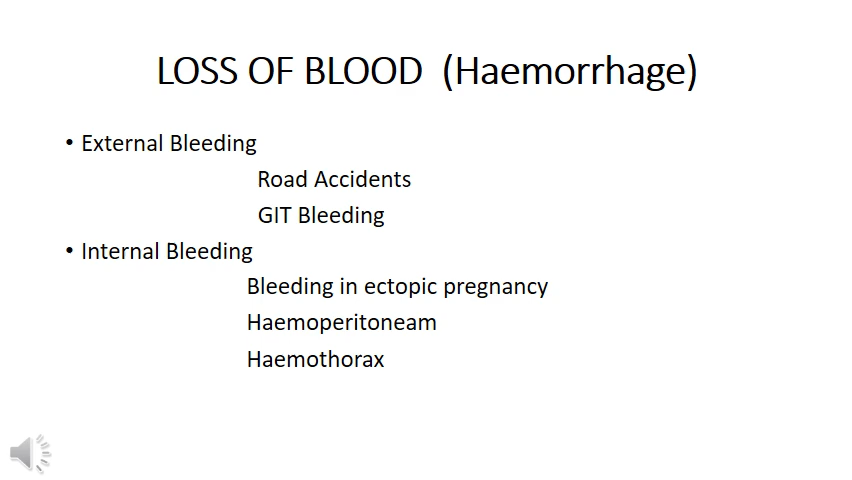 LOSS OF BLOOD (Haemorrhage)
• External Bleeding
Road Accidents
GIT Bleeding
• Internal Bleeding
Bleeding in ectopic pregnancy
Haemoperitoneam
Haemothorax